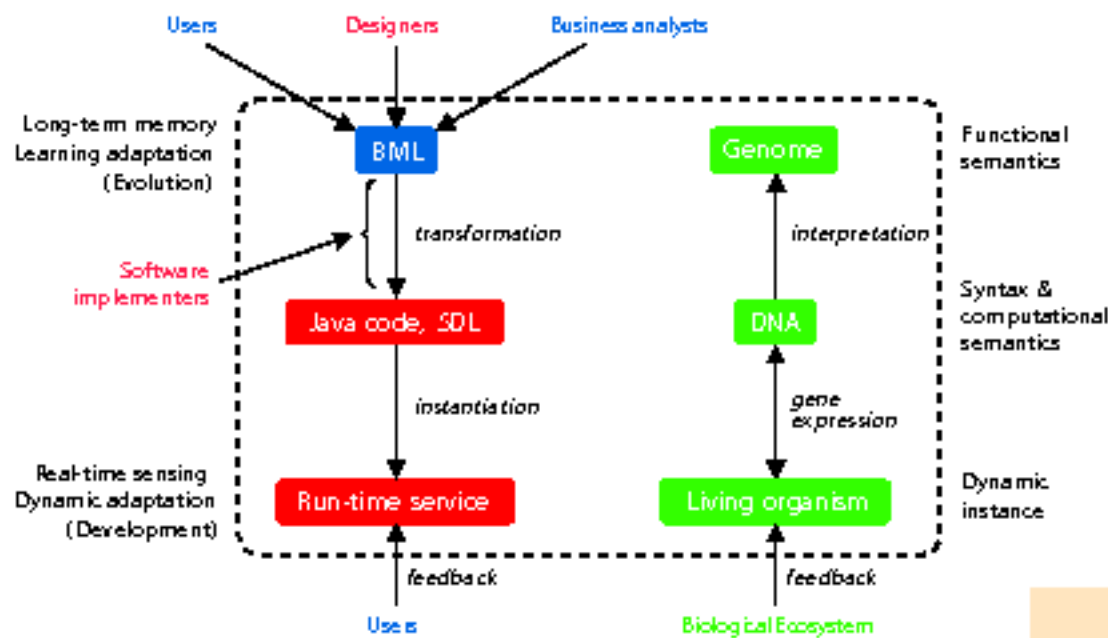 Users
Designers
Business analysts
Long-term memory
Learning adaptation
(Evolution)
BML
Genome
Functional
semantics
transformation
interpretation
Software
implementers
Java code, SDL
DNA
Syntax &
computational
semantics
instantiation
gene
expression
Real-time sensing
Dynamic adaptation
(Development)
Run-time service
Living organism
Dynamic
instance
feedback
feedback
Users
Biological Ecosystem